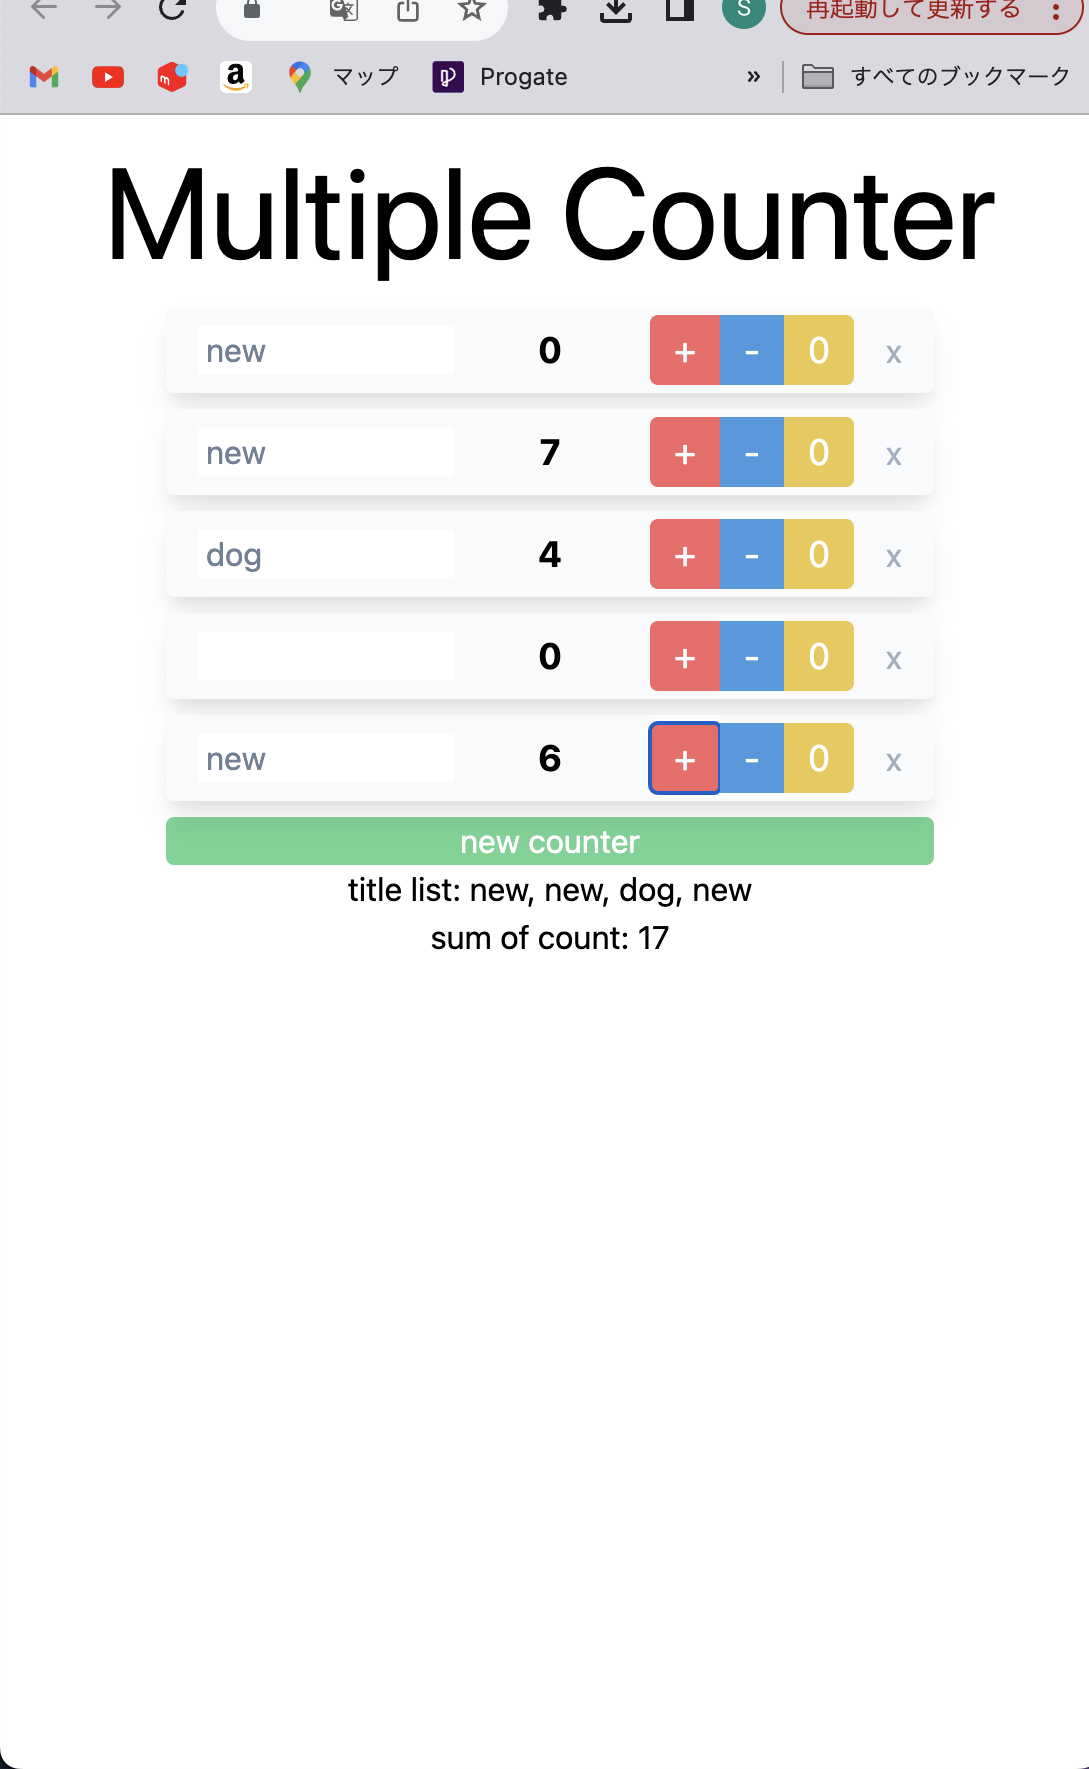 S 再起動して更新する
マップ Progate » すべてのブックマーク
Multiple Counter
new 0 + - 0 x
new 7 + - 0 x
dog 4 + - 0 x
0 + - 0 x
new 6 + - 0 x
new counter
title list: new, new, dog, new
sum of count: 17